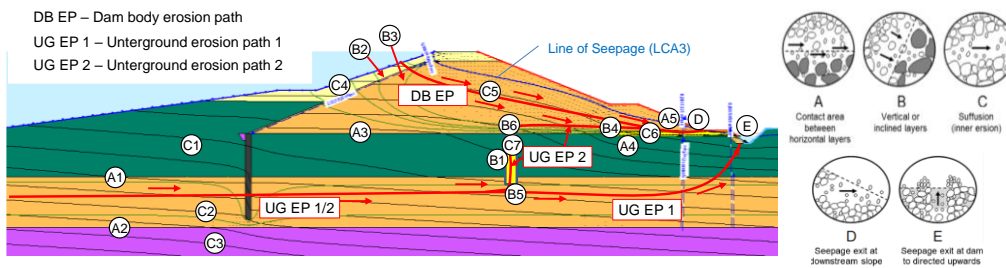 DB EP – Dam body erosion path
UG EP 1 – Unterground erosion path 1
UG EP 2 – Unterground erosion path 2
B3
B2
Line of Seepage (LCA3)
C4
DB EP
C5
A5
D
E
B6
B4
C6
A3
C7
A4
C1
B1
UG EP 2
A1
B5
UG EP 1/2
UG EP 1
C2
A2
C3
A
Contact area
between
horizontal layers
B
Vertical or
inclined layers
C
Suffusion
(inner ersion)
D
Seepage exit at
downstream slope
E
Seepage exit at dam
to directed upwards